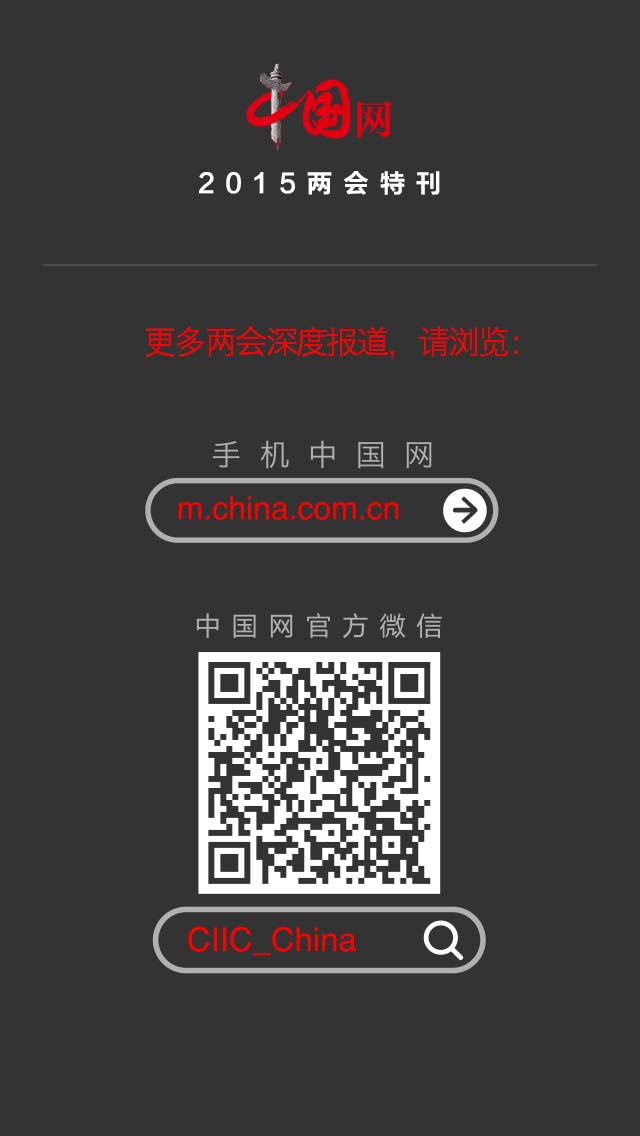 中国网
2015两会特刊
更多两会深度报道，请浏览：
手机中国网
m.china.com.cn
中国网官方微信
CIIC_China